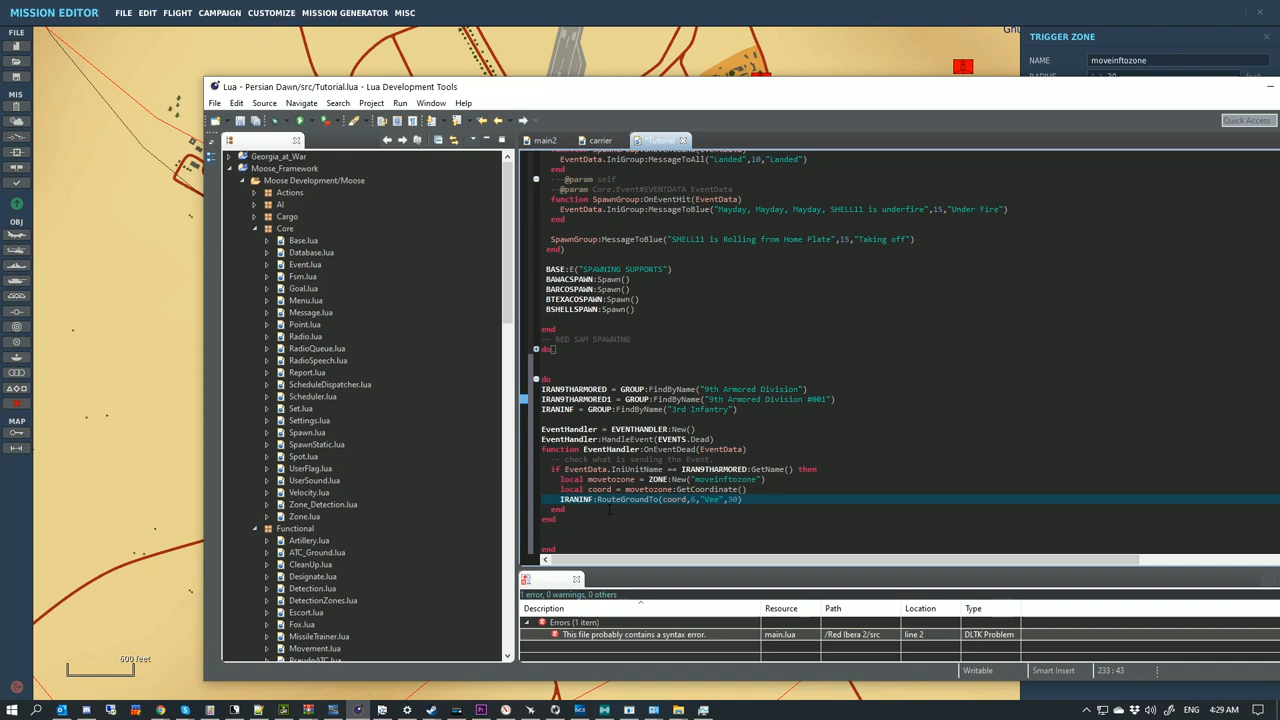 MISSION EDITOR
FILE EDIT FLIGHT CAMPAIGN CUSTOMIZE MISSION GENERATOR MISC
FILE
MIS
OBJ
MAP
TRIGGER ZONE
NAME
moveinftozone
600 feet
Lua - Persian Dawn/src/Tutorial.lua - Lua Development Tools
File Edit Source Navigate Search Project Run Window Help
Quick Access
Georgia_at_War
Moose_Framework
Moose Development/Moose
Actions
AI
Cargo
Core
Base.lua
Database.lua
Event.lua
Fsm.lua
Goal.lua
Menu.lua
Message.lua
Point.lua
Radio.lua
RadioQueue.lua
RadioSpeech.lua
Report.lua
ScheduleDispatcher.lua
Scheduler.lua
Set.lua
Settings.lua
Spawn.lua
SpawnStatic.lua
Spot.lua
UserFlag.lua
UserSound.lua
Velocity.lua
Zone_Detection.lua
Zone.lua
Functional
Artillery.lua
ATC_Ground.lua
CleanUp.lua
Designate.lua
Detection.lua
DetectionZones.lua
Escort.lua
Fox.lua
MissileTrainer.lua
Movement.lua
PseudoATC.lua
main2 carrier *Tutorial
EventData.IniGroup:MessageToAll("Landed",10,"Landed")
end
---@param self
--@param Core.Event#EVENTDATA EventData
function SpawnGroup:OnEventHit(EventData)
EventData.IniGroup:MessageToBlue("Mayday, Mayday, Mayday, SHELL11 is underfire",15,"Under Fire")
end
SpawnGroup:MessageToBlue("SHELL11 is Rolling from Home Plate",15,"Taking off")
end)
BASE:E("SPAWNING SUPPORTS")
BAWACSPAWN:Spawn()
BARCOSPAWN:Spawn()
BTEXACOSPAWN:Spawn()
BSHELLSPAWN:Spawn()
end
-- RED SAM SPAWNING
do
do
IRAN9THARMORED = GROUP:FindByName("9th Armored Division")
IRAN9THARMORED1 = GROUP:FindByName("9th Armored Division #001")
IRANINF = GROUP:FindByName("3rd Infantry")
EventHandler = EVENTHANDLER:New()
EventHandler:HandleEvent(EVENTS.Dead)
function EventHandler:OnEventDead(EventData)
-- check what is sending the Event.
if EventData.IniUnitName == IRAN9THARMORED:GetName() then
local movetozone = ZONE:New("moveinftozone")
local coord = movetozone:GetCoordinate()
IRANINF:RouteGroundTo(coord,6,"Vee",30)
end
end
end
1 error, 0 warnings, 0 others
Description Resource Path Location Type
Errors (1 item)
This file probably contains a syntax error. main.lua /Red Ibera 2/src line 2 DLTK Problem
Writable Smart Insert 233 : 43
ENG 4:29 AM